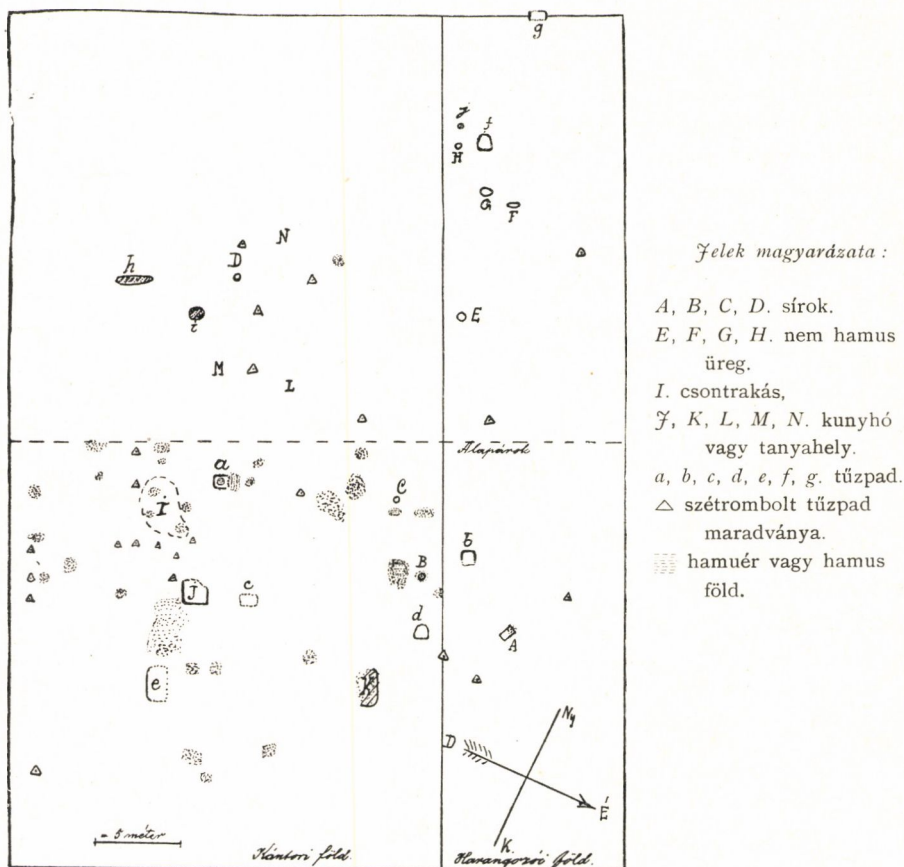 g
J
f
H
G
F
N
h
D
i
E
M
L
Alapárok
a
I
C
b
B
J
c
d
A
e
K
Ny
D
É
K.
= 5 méter
Kántori föld.
Harangozói föld.
Jelek magyarázata:
A, B, C, D. sírok.
E, F, G, H. nem hamus
üreg.
I. csontrakás,
J, K, L, M, N. kunyhó
vagy tanyahely.
a, b, c, d, e, f, g. tűzpad.
△ szétrombolt tűzpad
maradványa.
hamuér vagy hamus
föld.